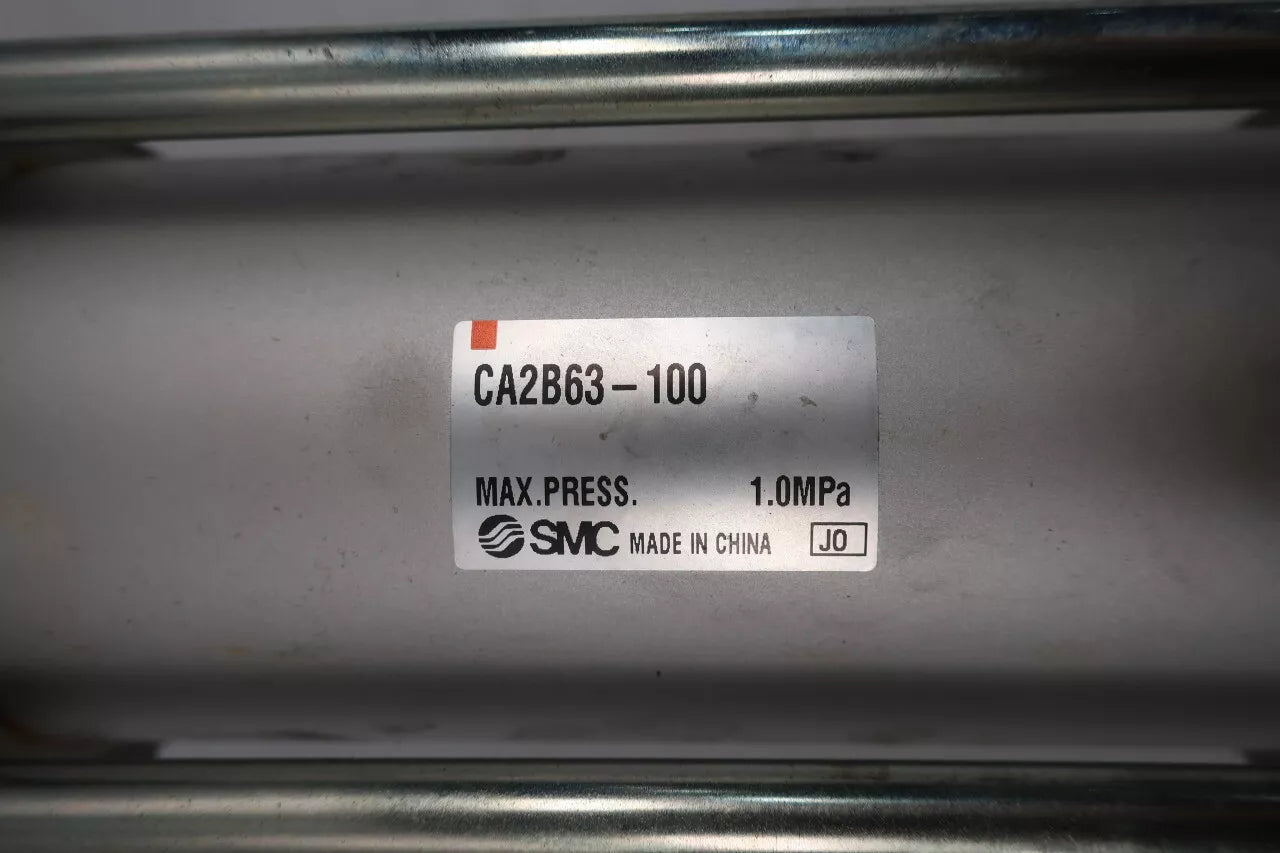 CA2B63-100
MAX.PRESS. 1.0MPa
SMC MADE IN CHINA JO